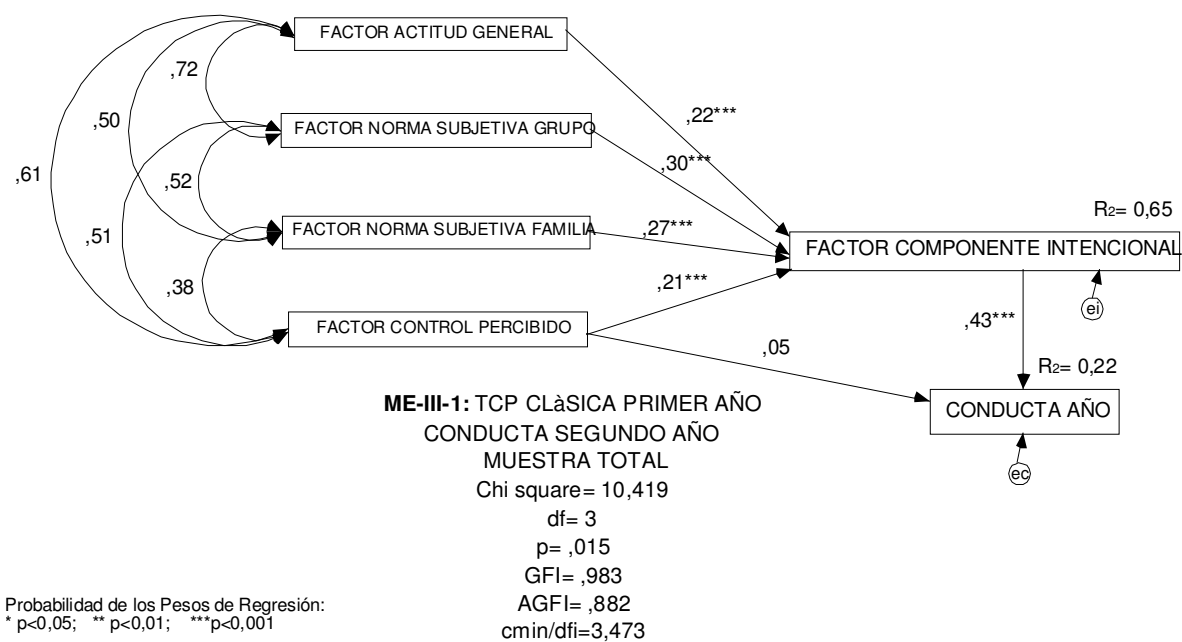 FACTOR ACTITUD GENERAL
,72
,22***
,50
FACTOR NORMA SUBJETIVA GRUPO
,30***
,61
,52
R2= 0,65
,51
FACTOR NORMA SUBJETIVA FAMILIA
,27***
FACTOR COMPONENTE INTENCIONAL
,38
,21***
ei
FACTOR CONTROL PERCIBIDO
,43***
,05
R2= 0,22
CONDUCTA AÑO
ec
ME-III-1: TCP CLàSICA PRIMER AÑO
CONDUCTA SEGUNDO AÑO
MUESTRA TOTAL
Chi square= 10,419
df= 3
p= ,015
GFI= ,983
AGFI= ,882
cmin/dfi=3,473
Probabilidad de los Pesos de Regresión:
* p<0,05; ** p<0,01; ***p<0,001